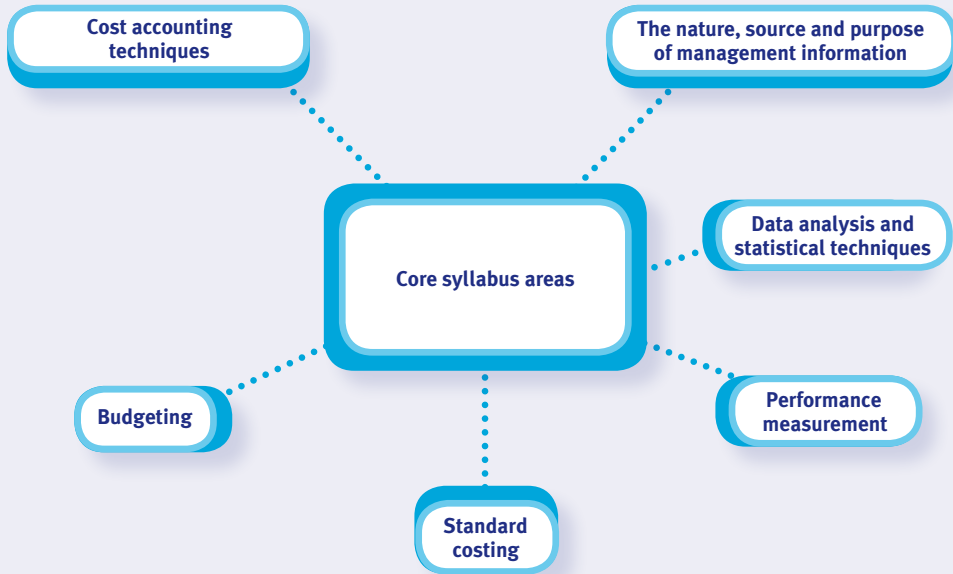 Cost accounting
techniques
The nature, source and purpose
of management information
Core syllabus areas
Data analysis and
statistical techniques
Budgeting
Performance
measurement
Standard
costing